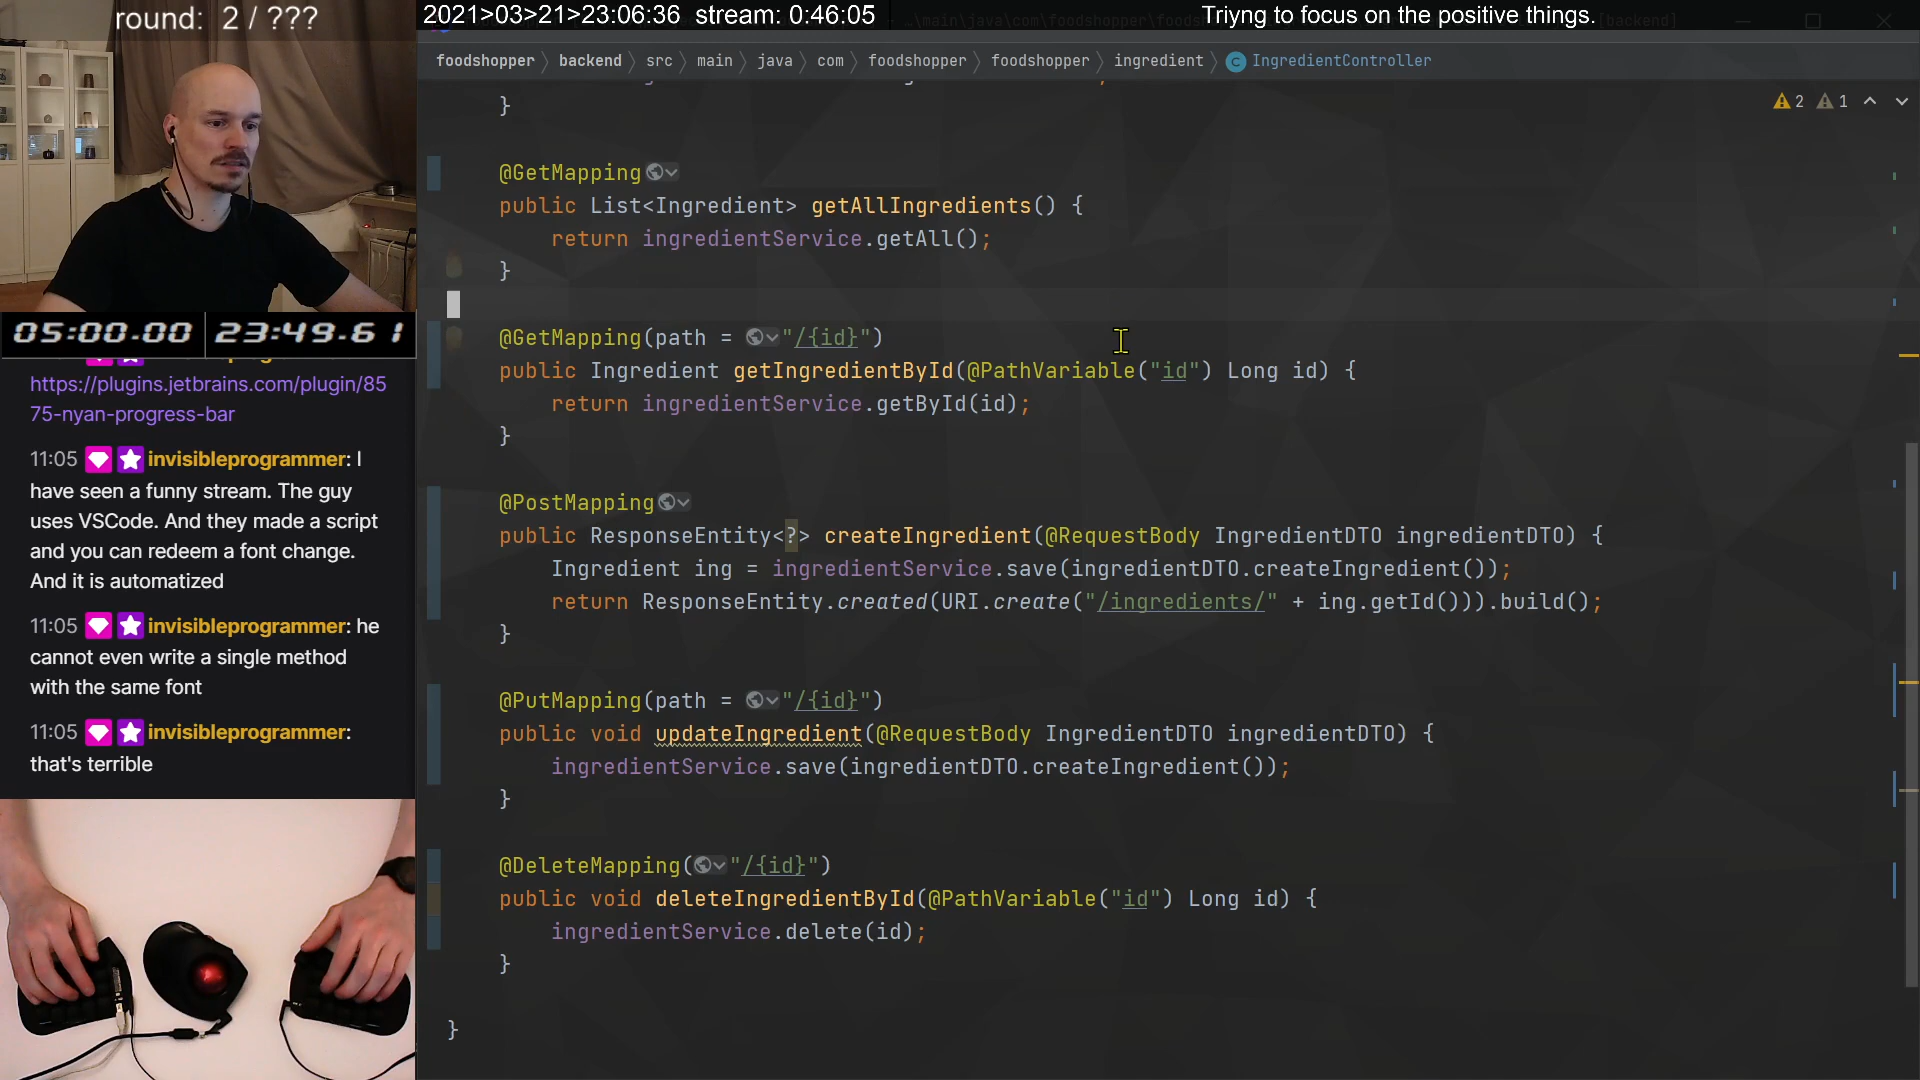 round: 2 / ???
2021>03>21>23:06:36 stream: 0:46:05
Triyng to focus on the positive things.
foodshopper 〉 backend 〉 src 〉 main 〉 java 〉 com 〉 foodshopper 〉 foodshopper 〉 ingredient 〉 C IngredientController
2 1
}
@GetMapping
public List<Ingredient> getAllIngredients() {
return ingredientService.getAll();
}
@GetMapping(path = "/{id}")
public Ingredient getIngredientById(@PathVariable("id") Long id) {
return ingredientService.getById(id);
}
@PostMapping
public ResponseEntity<?> createIngredient(@RequestBody IngredientDTO ingredientDTO) {
Ingredient ing = ingredientService.save(ingredientDTO.createIngredient());
return ResponseEntity.created(URI.create("/ingredients/" + ing.getId())).build();
}
@PutMapping(path = "/{id}")
public void updateIngredient(@RequestBody IngredientDTO ingredientDTO) {
ingredientService.save(ingredientDTO.createIngredient());
}
@DeleteMapping("/{id}")
public void deleteIngredientById(@PathVariable("id") Long id) {
ingredientService.delete(id);
}
}
05:00.00 23:49.61
https://plugins.jetbrains.com/plugin/85
75-nyan-progress-bar
11:05 invisibleprogrammer: I
have seen a funny stream. The guy
uses VSCode. And they made a script
and you can redeem a font change.
And it is automatized
11:05 invisibleprogrammer: he
cannot even write a single method
with the same font
11:05 invisibleprogrammer:
that's terrible